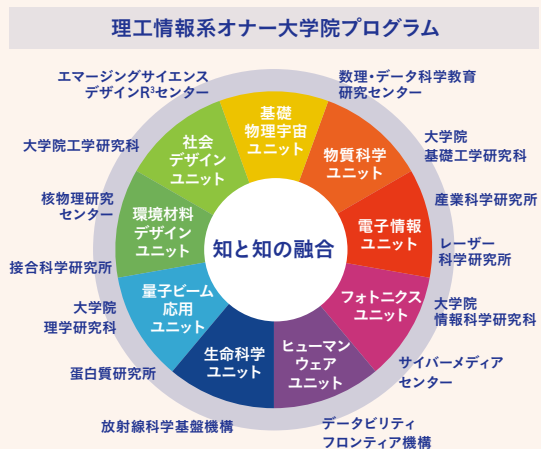 理工情報系オナー大学院プログラム
エマージングサイエンス
デザインR³センター
数理・データ科学教育
研究センター
大学院工学研究科
大学院
基礎工学研究科
核物理研究
センター
産業科学研究所
レーザー
科学研究所
接合科学研究所
大学院
理学研究科
大学院
情報科学研究科
蛋白質研究所
サイバーメディア
センター
放射線科学基盤機構
データビリティ
フロンティア機構
基礎
物理宇宙
ユニット
物質科学
ユニット
電子情報
ユニット
フォトニクス
ユニット
ヒューマン
ウェア
ユニット
生命科学
ユニット
量子ビーム
応用
ユニット
環境材料
デザイン
ユニット
社会
デザイン
ユニット
知と知の融合